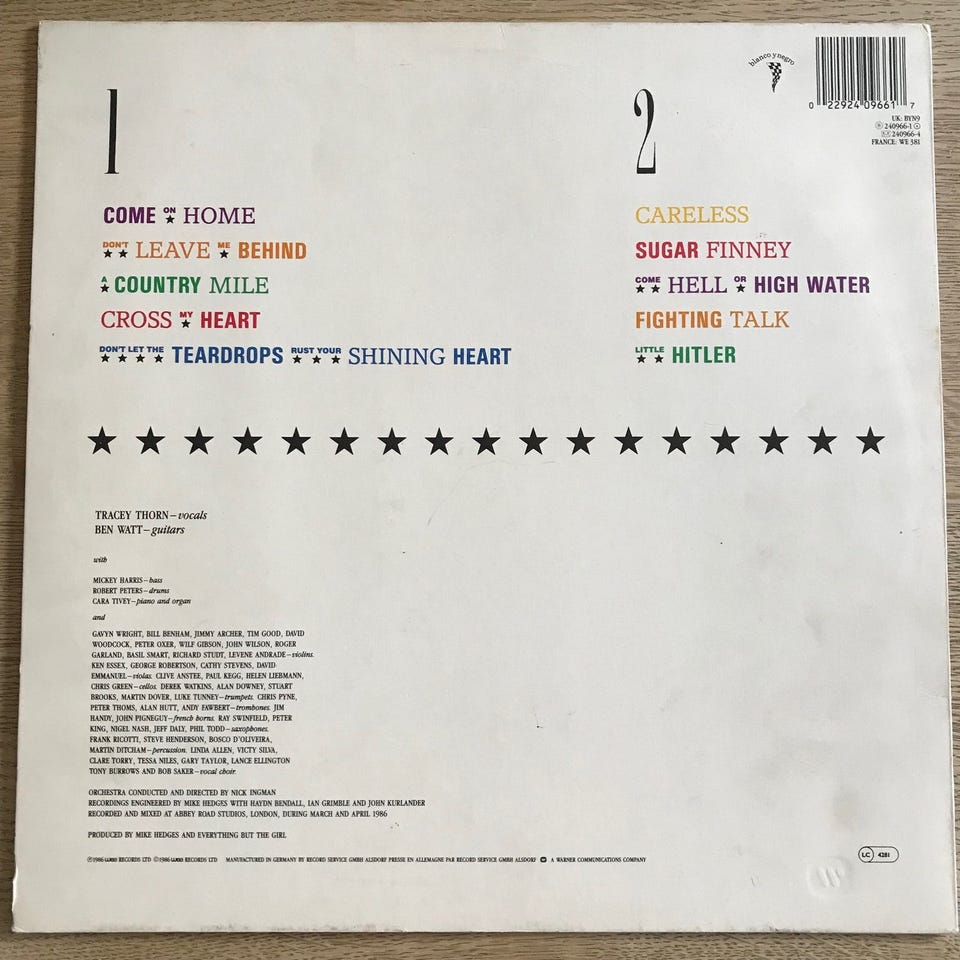 blanco y negro
0 22924 09661 7
UK: BYN9
240966-1
240966-4
FRANCE: WE 381
1
COME ON HOME
DON'T LEAVE ME BEHIND
A COUNTRY MILE
CROSS MY HEART
DON'T LET THE TEARDROPS RUST YOUR SHINING HEART
2
CARELESS
SUGAR FINNEY
COME HELL OR HIGH WATER
FIGHTING TALK
LITTLE HITLER
TRACEY THORN—vocals
BEN WATT—guitars
with
MICKEY HARRIS—bass
ROBERT PETERS—drums
CARA TIVEY—piano and organ
and
GAVYN WRIGHT, BILL BENHAM, JIMMY ARCHER, TIM GOOD, DAVID
WOODCOCK, PETER OXER, WILF GIBSON, JOHN WILSON, ROGER
GARLAND, BASIL SMART, RICHARD STUDT, LEVENE ANDRADE—violins.
KEN ESSEX, GEORGE ROBERTSON, CATHY STEVENS, DAVID
EMMANUEL—violas. CLIVE ANSTEE, PAUL KEGG, HELEN LIEBMANN,
CHRIS GREEN—cellos. DEREK WATKINS, ALAN DOWNEY, STUART
BROOKS, MARTIN DOVER, LUKE TUNNEY—trumpets. CHRIS PYNE,
PETER THOMS, ALAN HUTT, ANDY FAWBERT—trombones. JIM
HANDY, JOHN PIGNEGUY—french horns. RAY SWINFIELD, PETER
KING, NIGEL NASH, JEFF DALY, PHIL TODD—saxophones.
FRANK RICOTTI, STEVE HENDERSON, BOSCO D'OLIVEIRA,
MARTIN DITCHAM—percussion. LINDA ALLEN, VICTY SILVA,
CLARE TORRY, TESSA NILES, GARY TAYLOR, LANCE ELLINGTON
TONY BURROWS AND BOB SAKER—vocal choir.
ORCHESTRA CONDUCTED AND DIRECTED BY NICK INGMAN
RECORDINGS ENGINEERED BY MIKE HEDGES WITH HAYDN BENDALL, IAN GRIMBLE AND JOHN KURLANDER
RECORDED AND MIXED AT ABBEY ROAD STUDIOS, LONDON, DURING MARCH AND APRIL 1986
PRODUCED BY MIKE HEDGES AND EVERYTHING BUT THE GIRL
℗1986 wea RECORDS LTD ©1986 wea RECORDS LTD MANUFACTURED IN GERMANY BY RECORD SERVICE GMBH ALSDORF PRESSE EN ALLEMAGNE PAR RECORD SERVICE GMBH ALSDORF A WARNER COMMUNICATIONS COMPANY
LC 4281